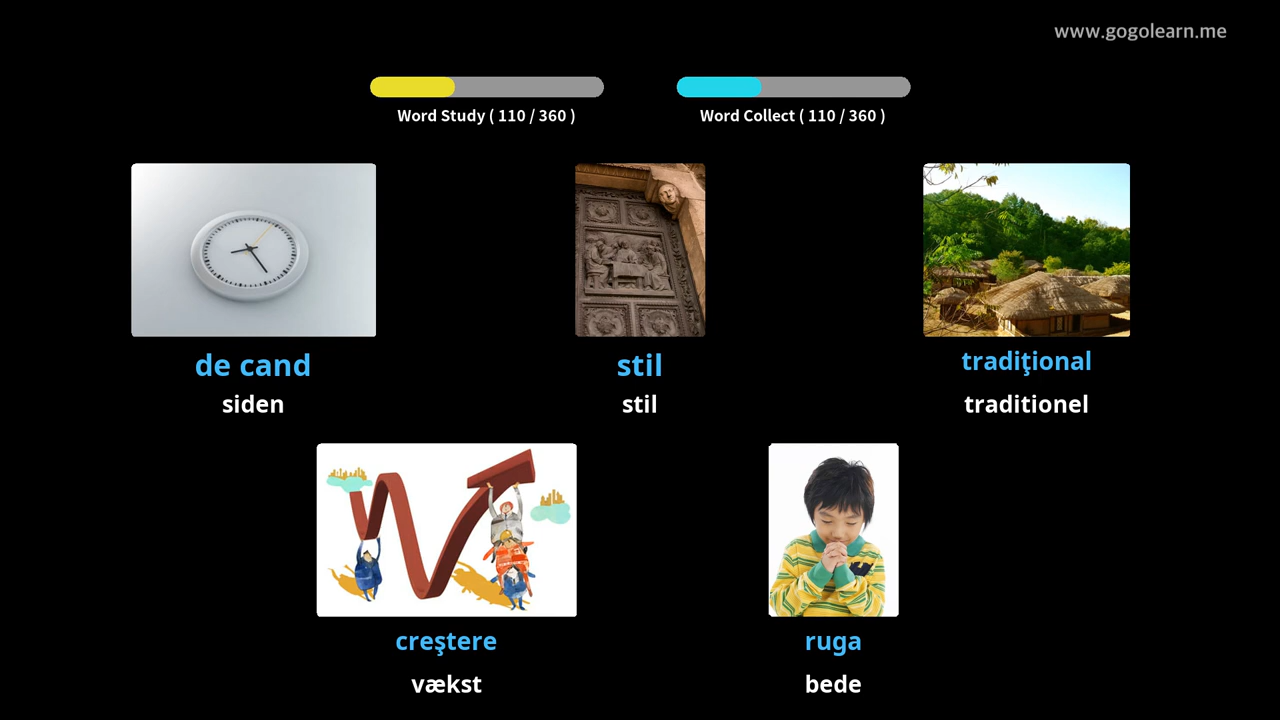 www.gogolearn.me
Word Study ( 110 / 360 )
Word Collect ( 110 / 360 )
de cand
siden
stil
stil
tradiţional
traditionel
creştere
vækst
ruga
bede